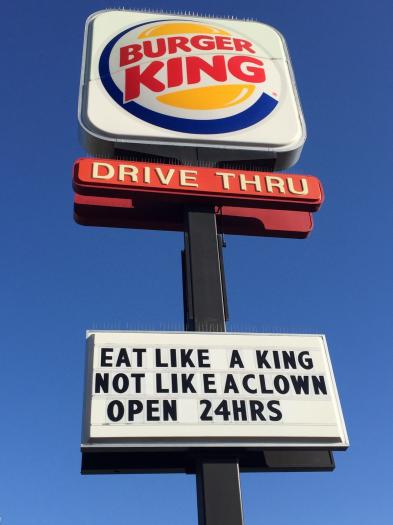 BURGER
KING
DRIVE THRU
EAT LIKE A KING
NOT LIKE A CLOWN
OPEN 24HRS